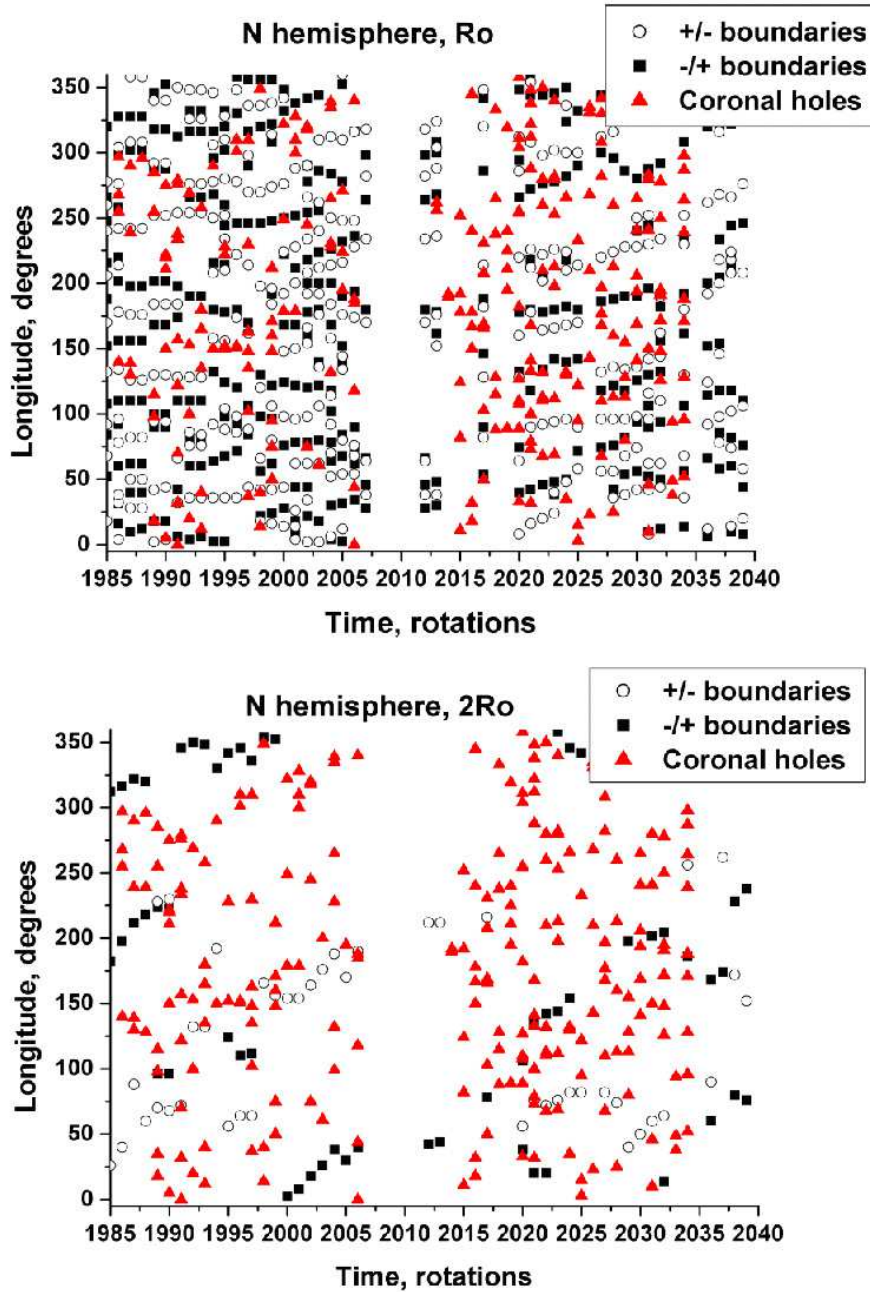 N hemisphere, Ro
+/- boundaries
-/+ boundaries
Coronal holes
Longitude, degrees
350
300
250
200
150
100
50
0
1985 1990 1995 2000 2005 2010 2015 2020 2025 2030 2035 2040
Time, rotations
N hemisphere, 2Ro
+/- boundaries
-/+ boundaries
Coronal holes
Longitude, degrees
350
300
250
200
150
100
50
0
1985 1990 1995 2000 2005 2010 2015 2020 2025 2030 2035 2040
Time, rotations